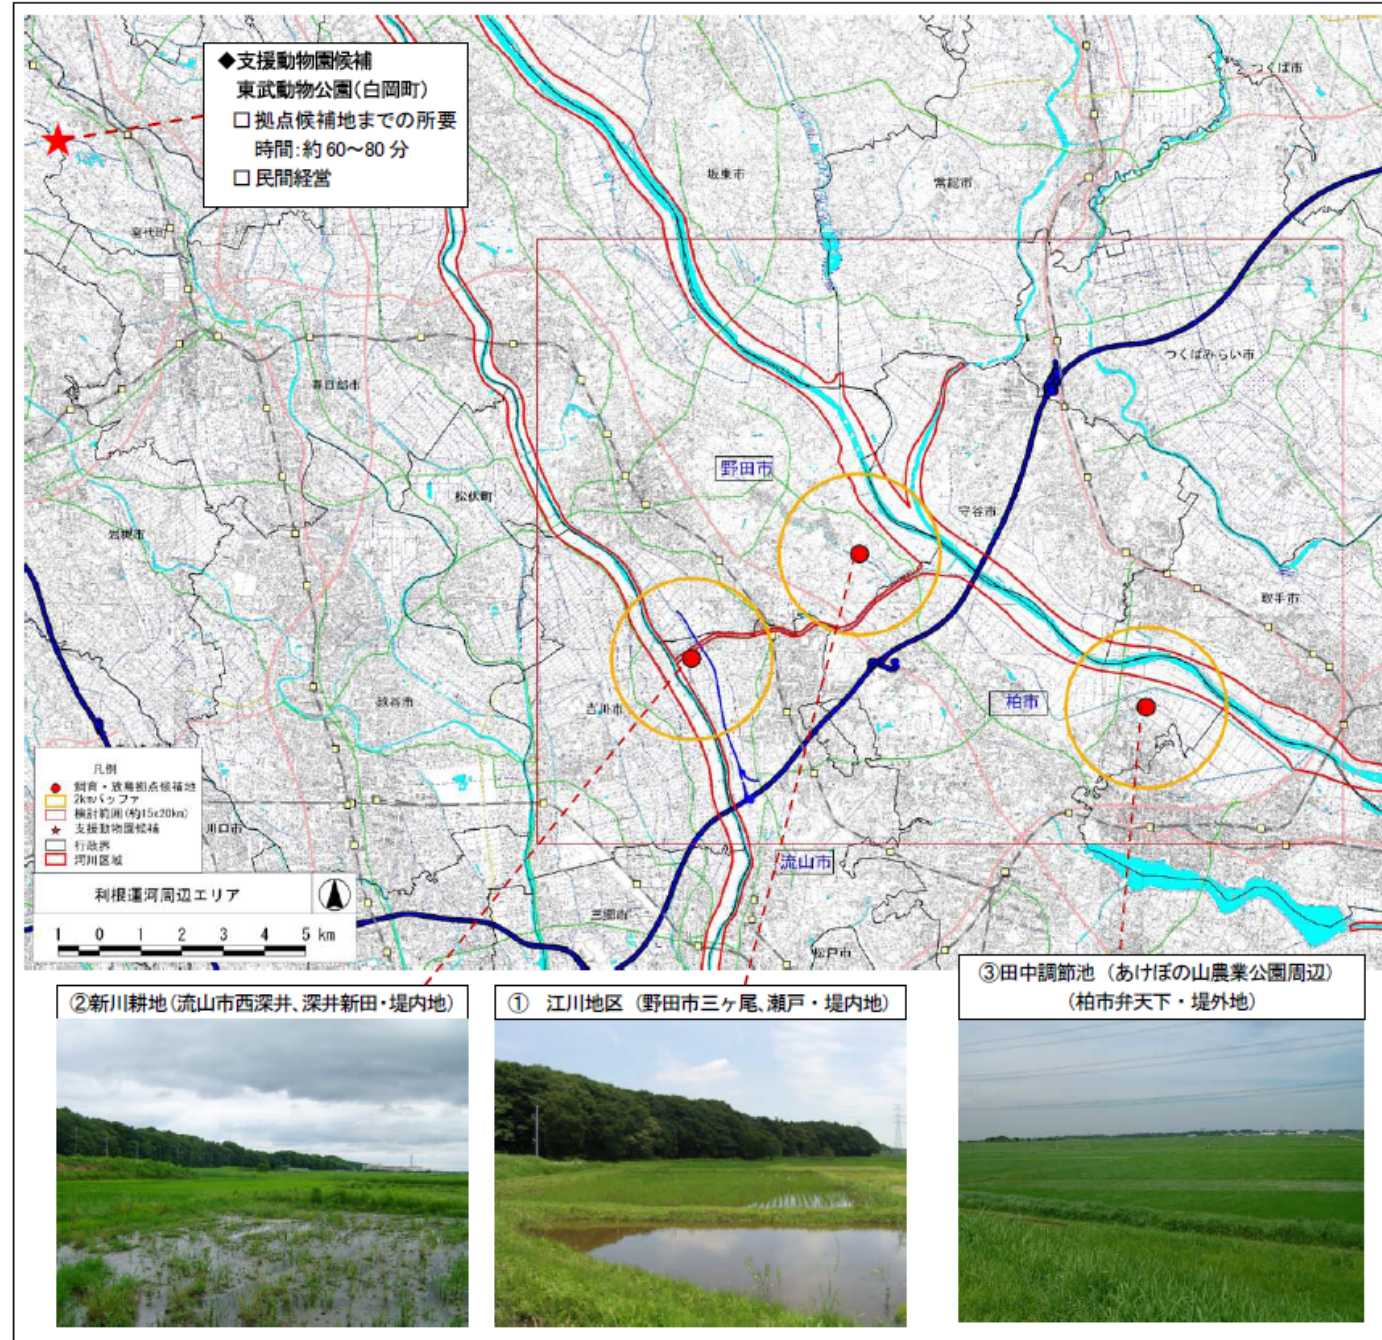 ◆支援動物園候補
東武動物公園(白岡町)
□拠点候補地までの所要
時間:約60～80分
□民間経営
つくば市
坂東市
常総市
宮代町
つくばみらい市
春日部市
野田市
松伏町
守谷市
岩槻市
取手市
越谷市
吉川市
柏市
凡例
飼育・放鳥拠点候補地
2kmバッファ
検討範囲(約15x20km)
支援動物園候補
行政界
河川区域
川口市
流山市
利根運河周辺エリア
三郷市
松戸市
1 0 1 2 3 4 5 km
②新川耕地(流山市西深井、深井新田・堤内地)
① 江川地区 (野田市三ヶ尾、瀬戸・堤内地)
③田中調節池 (あけぼの山農業公園周辺)
(柏市弁天下・堤外地)